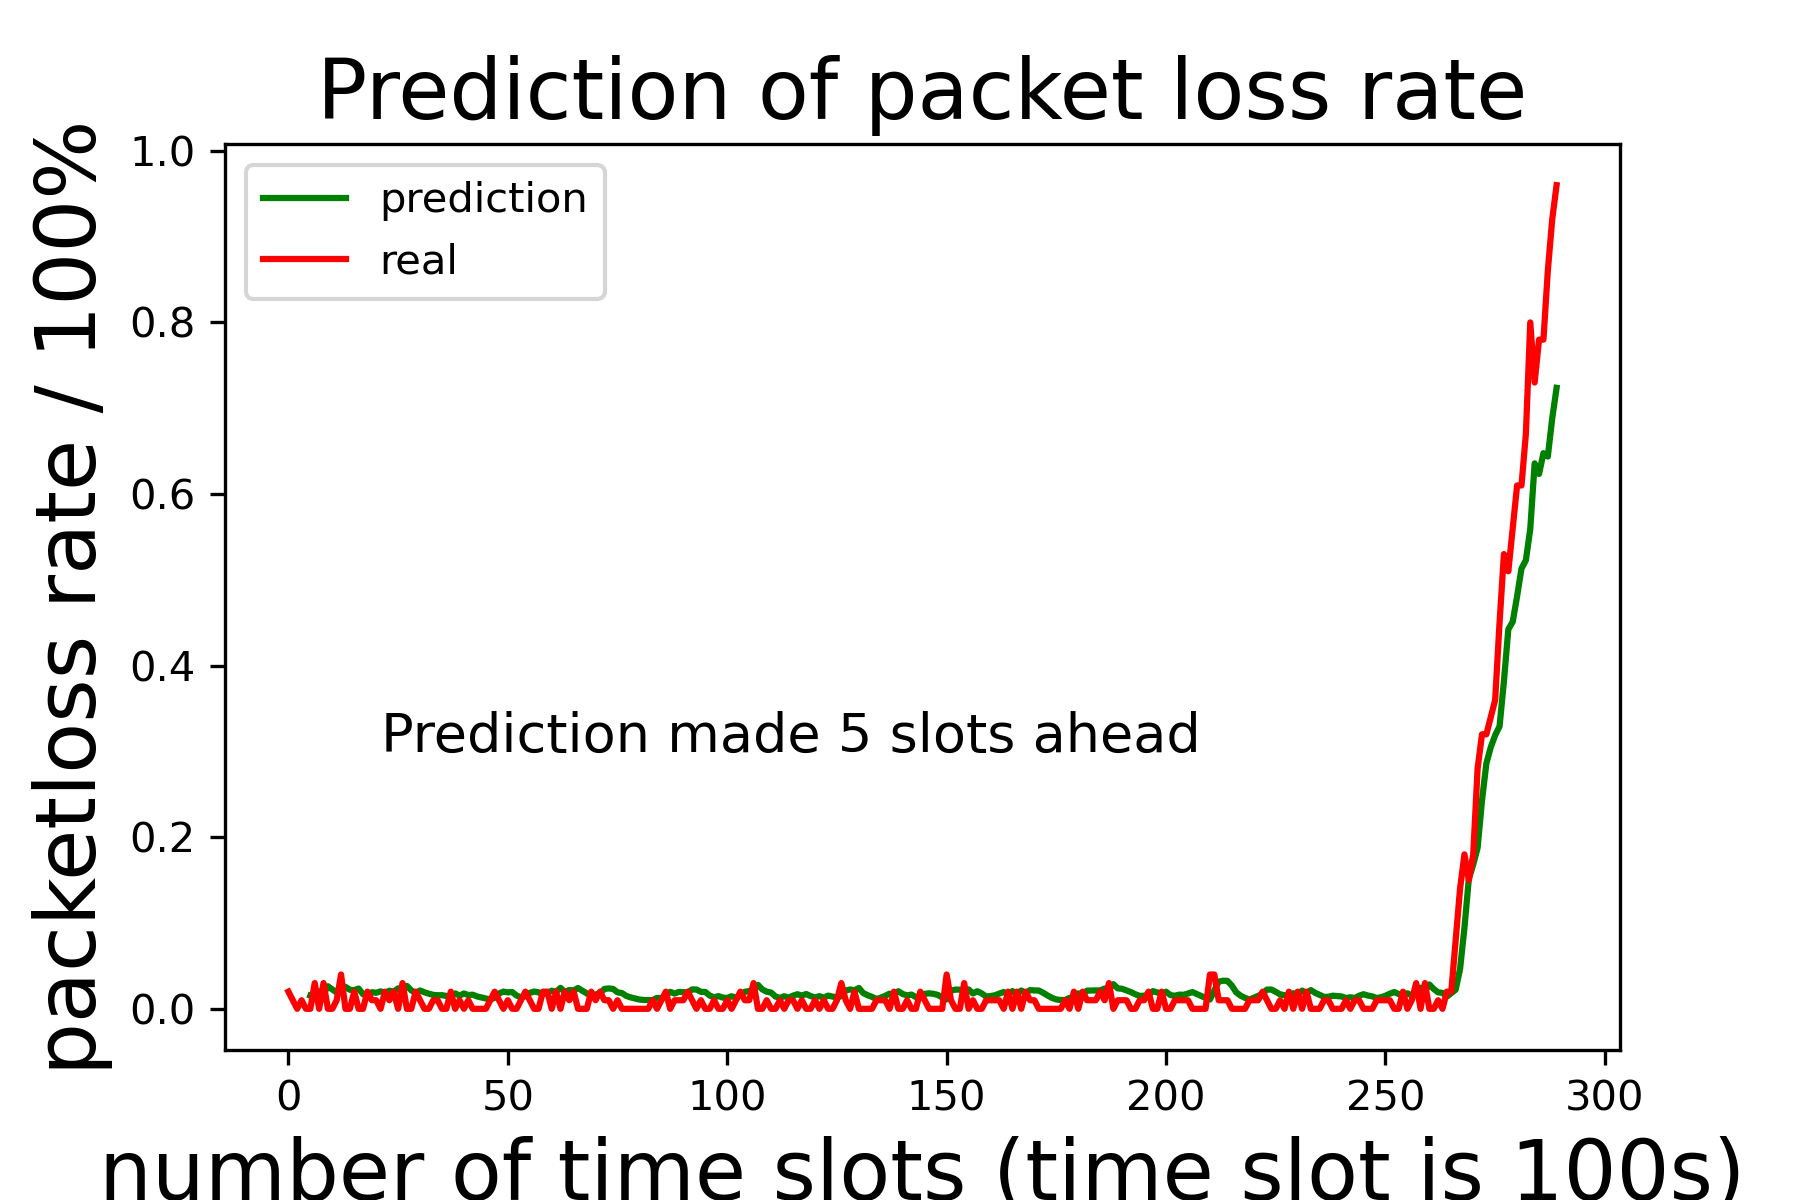 Prediction of packet loss rate
packetloss rate / 100%
1.0
0.8
0.6
0.4
0.2
0.0
prediction
real
Prediction made 5 slots ahead
0 50 100 150 200 250 300
number of time slots (time slot is 100s)